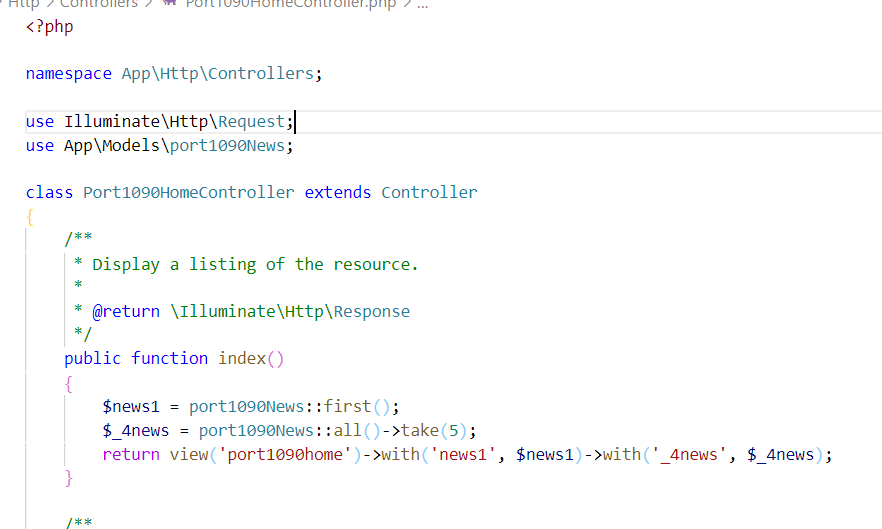 Http > Controllers > Port1090HomeController.php > ...
<?php
namespace App\Http\Controllers;
use Illuminate\Http\Request;
use App\Models\port1090News;
class Port1090HomeController extends Controller
{
/**
* Display a listing of the resource.
*
* @return \Illuminate\Http\Response
*/
public function index()
{
$news1 = port1090News::first();
$_4news = port1090News::all()->take(5);
return view('port1090home')->with('news1', $news1)->with('_4news', $_4news);
}
/**